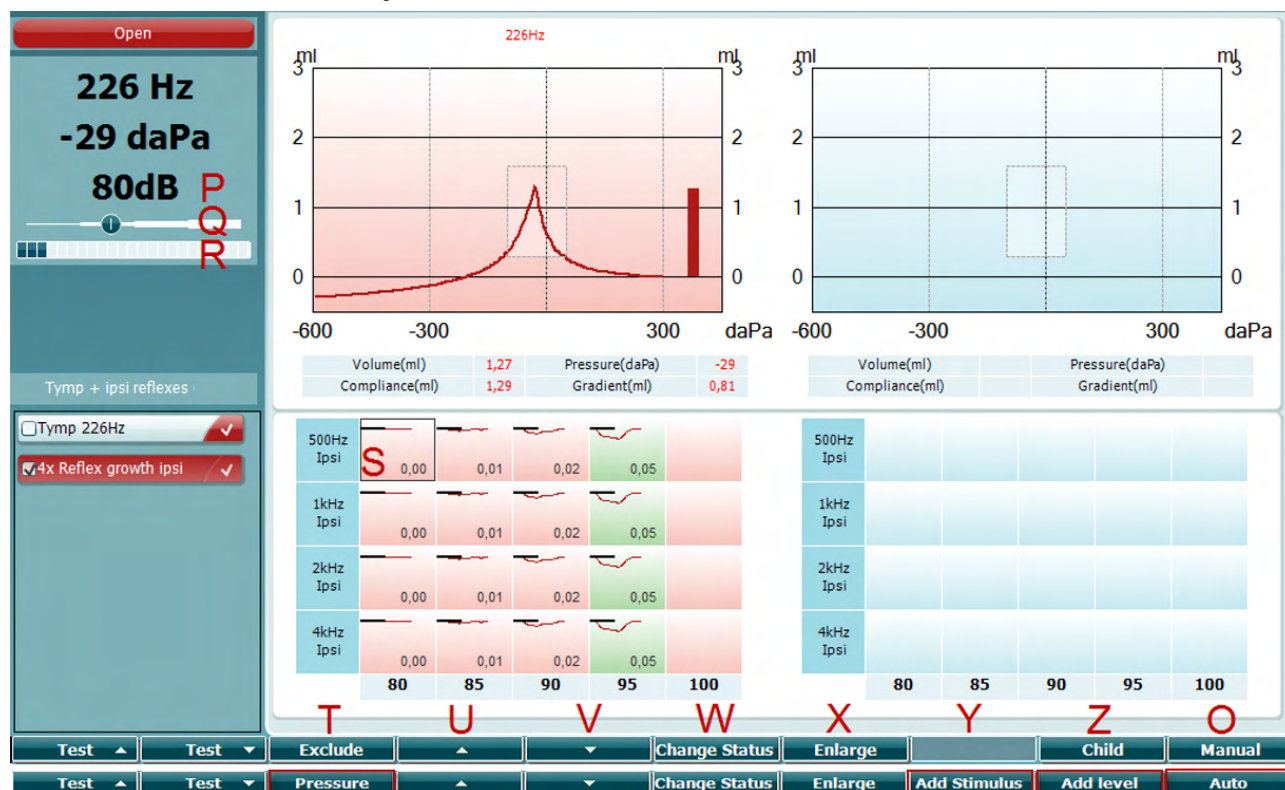 Open
226 Hz
-29 daPa
80dB P
Q
R
Tymp + ipsi reflexes
Tymp 226Hz
4x Reflex growth ipsi
226Hz
ml ml
3 3
2 2
1 1
0 0
-600 -300 300 daPa
Volume(ml) 1,27 Pressure(daPa) -29
Compliance(ml) 1,29 Gradient(ml) 0,81
ml ml
3 3
2 2
1 1
0 0
-600 -300 300 daPa
Volume(ml) Pressure(daPa)
Compliance(ml) Gradient(ml)
500Hz
Ipsi S 0,00 0,01 0,02 0,05
1kHz
Ipsi 0,00 0,01 0,02 0,05
2kHz
Ipsi 0,00 0,01 0,02 0,05
4kHz
Ipsi 0,00 0,01 0,02 0,05
80 85 90 95 100
500Hz
Ipsi
1kHz
Ipsi
2kHz
Ipsi
4kHz
Ipsi
80 85 90 95 100
T U V W X Y Z O
Test Test Exclude Change Status Enlarge Child Manual
Test Test Pressure Change Status Enlarge Add Stimulus Add level Auto